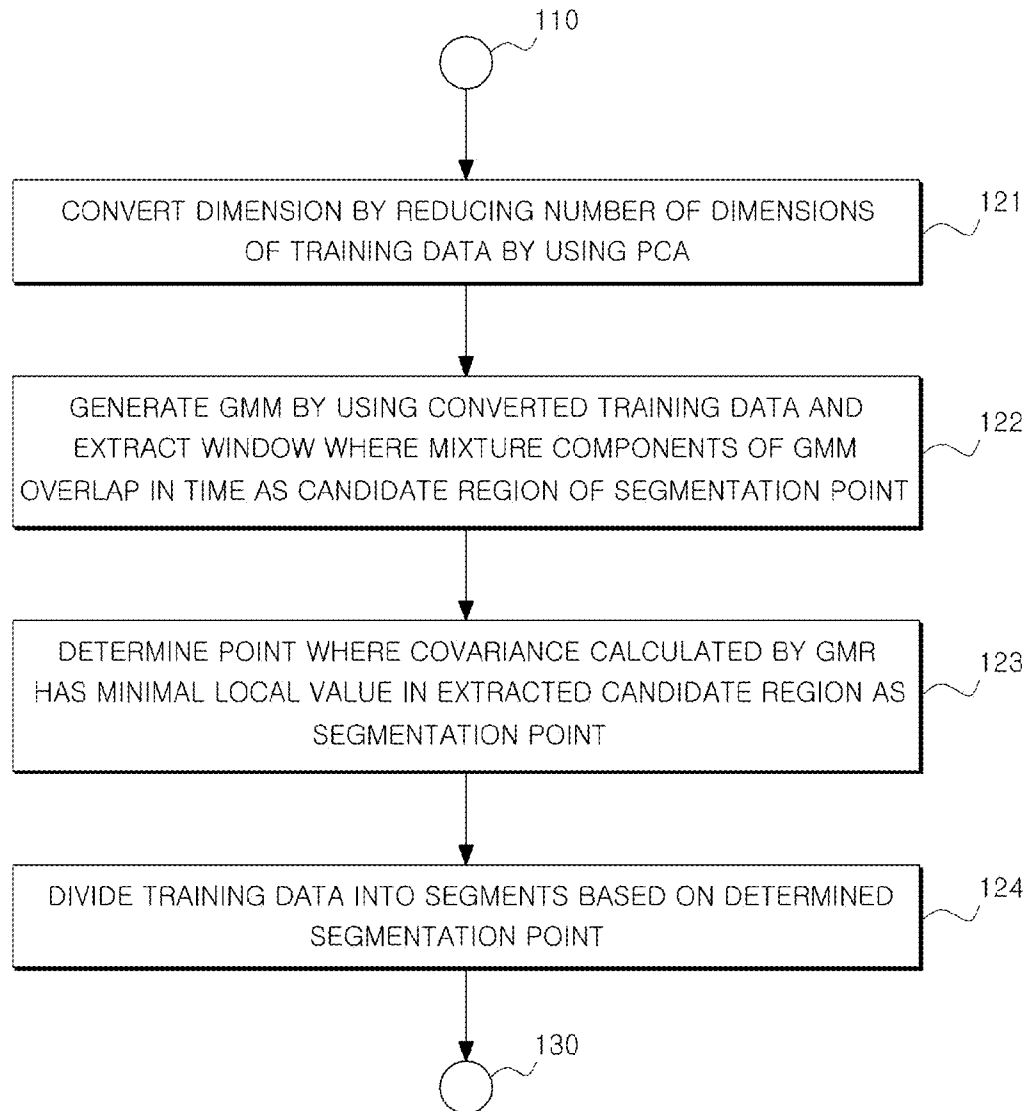 110
CONVERT DIMENSION BY REDUCING NUMBER OF DIMENSIONS
OF TRAINING DATA BY USING PCA
121
GENERATE GMM BY USING CONVERTED TRAINING DATA AND
EXTRACT WINDOW WHERE MIXTURE COMPONENTS OF GMM
OVERLAP IN TIME AS CANDIDATE REGION OF SEGMENTATION POINT
122
DETERMINE POINT WHERE COVARIANCE CALCULATED BY GMR
HAS MINIMAL LOCAL VALUE IN EXTRACTED CANDIDATE REGION AS
SEGMENTATION POINT
123
DIVIDE TRAINING DATA INTO SEGMENTS BASED ON DETERMINED
SEGMENTATION POINT
124
130